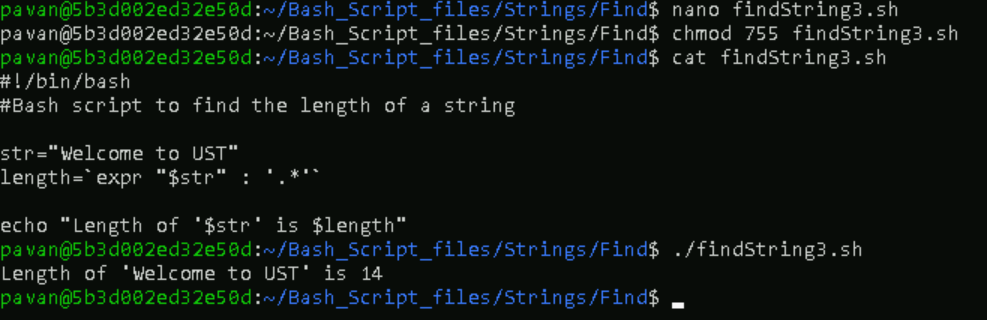 pavan@5b3d002ed32e50d:~/Bash_Script_files/Strings/Find$ nano findString3.sh
pavan@5b3d002ed32e50d:~/Bash_Script_files/Strings/Find$ chmod 755 findString3.sh
pavan@5b3d002ed32e50d:~/Bash_Script_files/Strings/Find$ cat findString3.sh
#!/bin/bash
#Bash script to find the length of a string
str="Welcome to UST"
length=`expr "$str" : '.*'`
echo "Length of '$str' is $length"
pavan@5b3d002ed32e50d:~/Bash_Script_files/Strings/Find$ ./findString3.sh
Length of 'Welcome to UST' is 14
pavan@5b3d002ed32e50d:~/Bash_Script_files/Strings/Find$